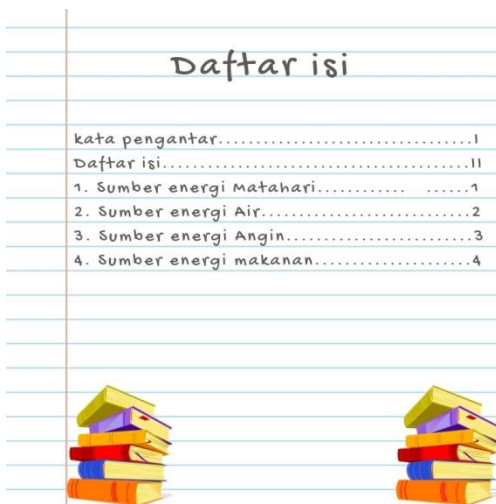 Daftar isi
kata pengantar.................................I
Daftar isi........................................II
1. Sumber energi Matahari............ ......1
2. Sumber energi Air...........................2
3. Sumber energi Angin........................3
4. Sumber energi makanan....................4